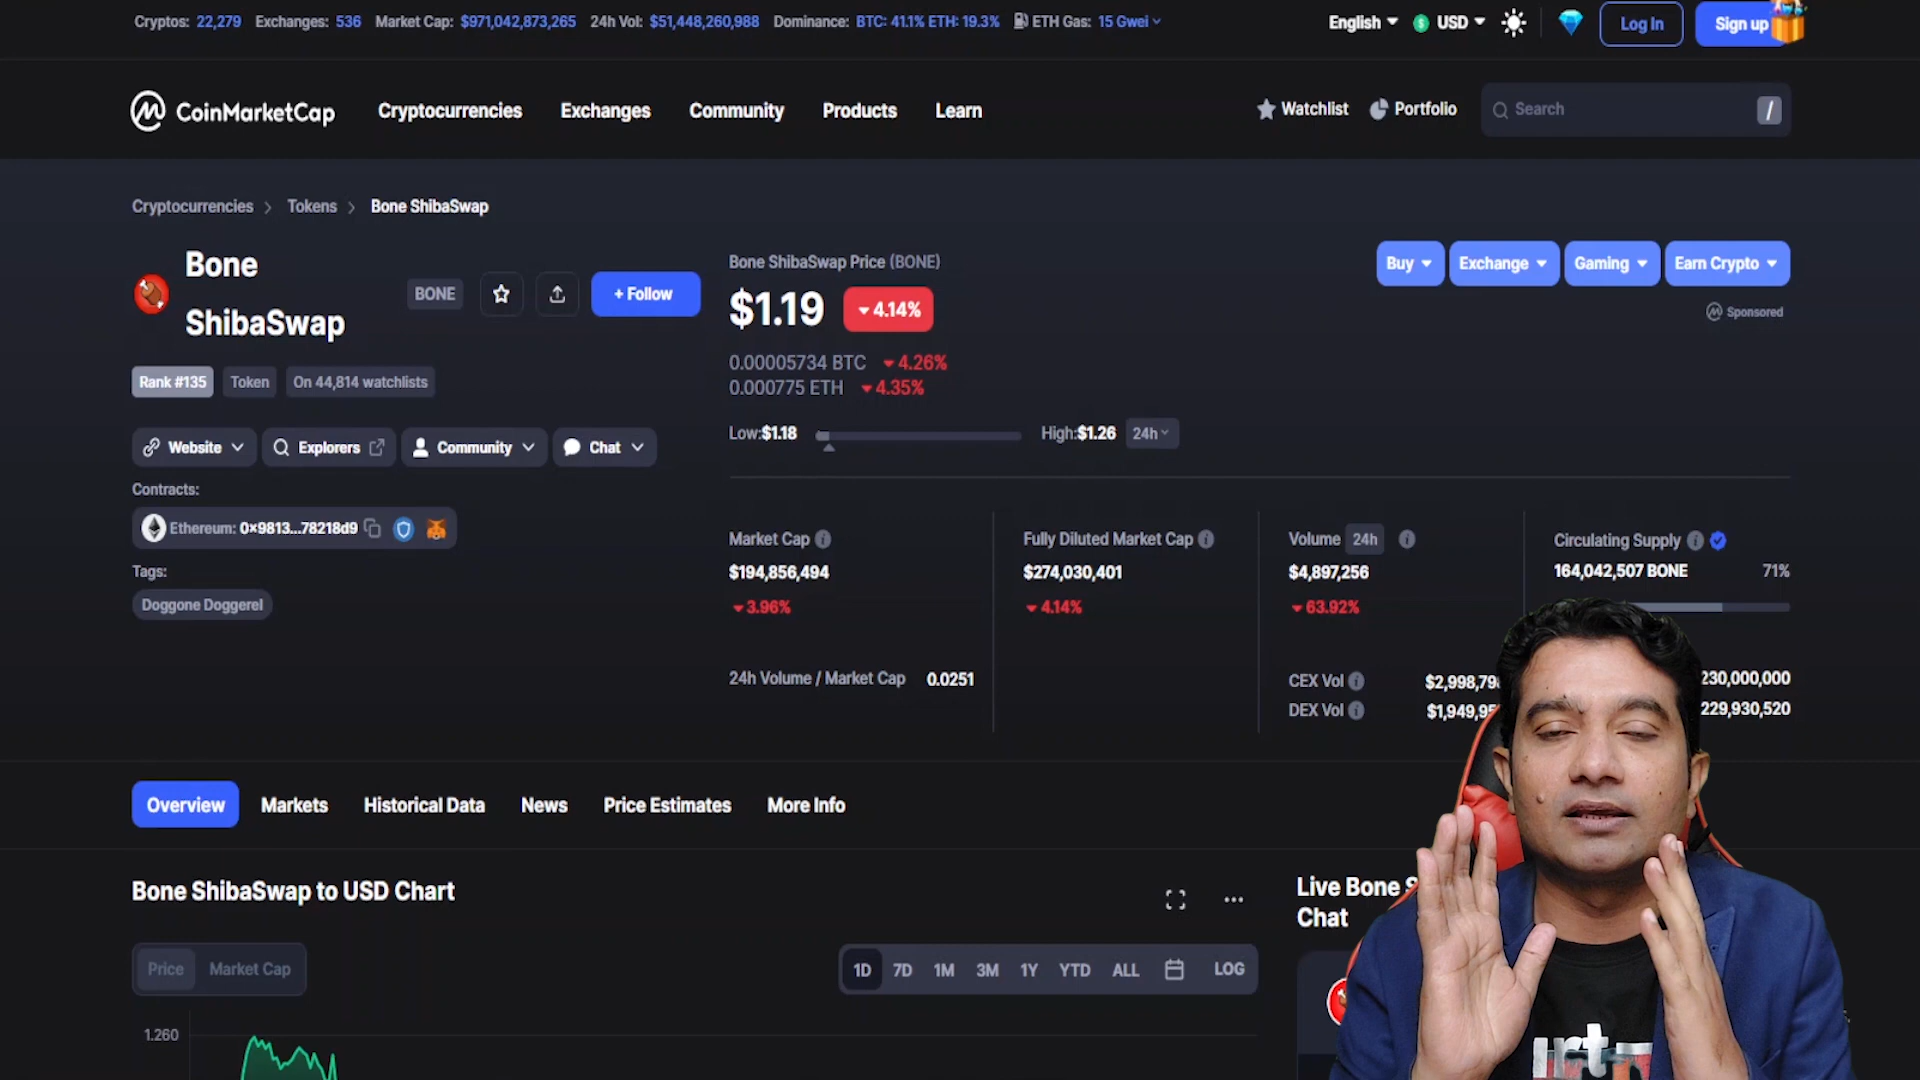 Cryptos: 22,279 Exchanges: 536 Market Cap: $971,042,873,265 24h Vol: $51,448,260,988 Dominance: BTC: 41.1% ETH: 19.3% ETH Gas: 15 Gwei
English USD Log In Sign up
CoinMarketCap Cryptocurrencies Exchanges Community Products Learn Watchlist Portfolio Search /
Cryptocurrencies > Tokens > Bone ShibaSwap
Bone
ShibaSwap
BONE
+ Follow
Rank #135 Token On 44,814 watchlists
Website Explorers Community Chat
Contracts:
Ethereum: 0x9813...78218d9
Tags:
Doggone Doggerel
Bone ShibaSwap Price (BONE)
$1.19 4.14%
0.00005734 BTC 4.26%
0.000775 ETH 4.35%
Low:$1.18 High:$1.26 24h
Buy Exchange Gaming Earn Crypto
Sponsored
Market Cap
$194,856,494
3.96%
24h Volume / Market Cap 0.0251
Fully Diluted Market Cap
$274,030,401
4.14%
Volume 24h
$4,897,256
63.92%
CEX Vol $2,998,79
DEX Vol $1,949,95
Circulating Supply
164,042,507 BONE 71%
230,000,000
229,930,520
Overview Markets Historical Data News Price Estimates More Info
Bone ShibaSwap to USD Chart
Price Market Cap
1D 7D 1M 3M 1Y YTD ALL LOG
1.260
Live Bone S
Chat